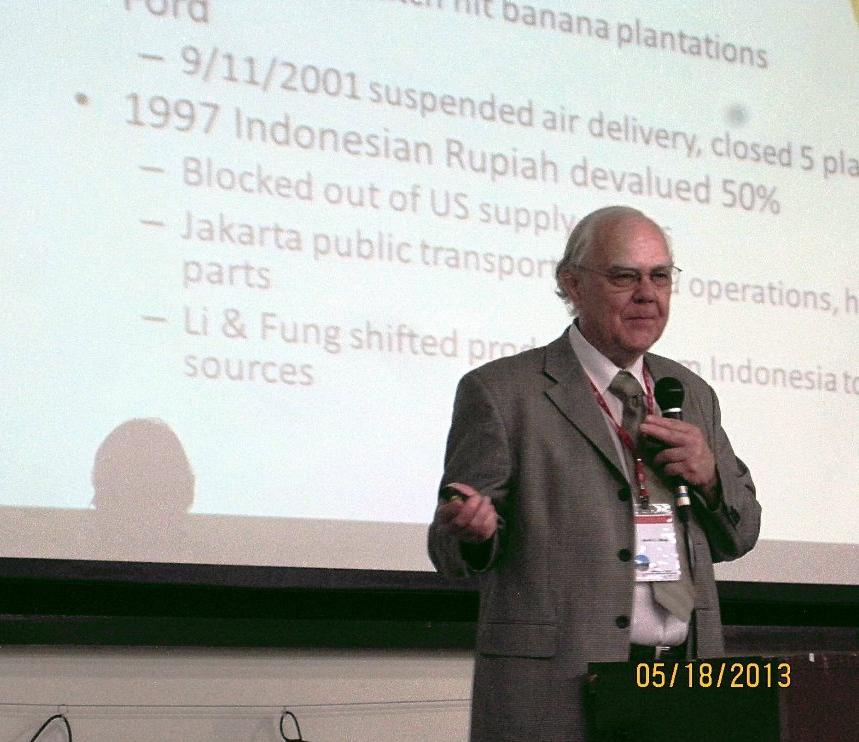 hit banana plantations
Ford
– 9/11/2001 suspended air delivery, closed 5 pla
• 1997 Indonesian Rupiah devalued 50%
– Blocked out of US supply
– Jakarta public transport operations, h
parts
– Li & Fung shifted prod m Indonesia to
sources
05/18/2013